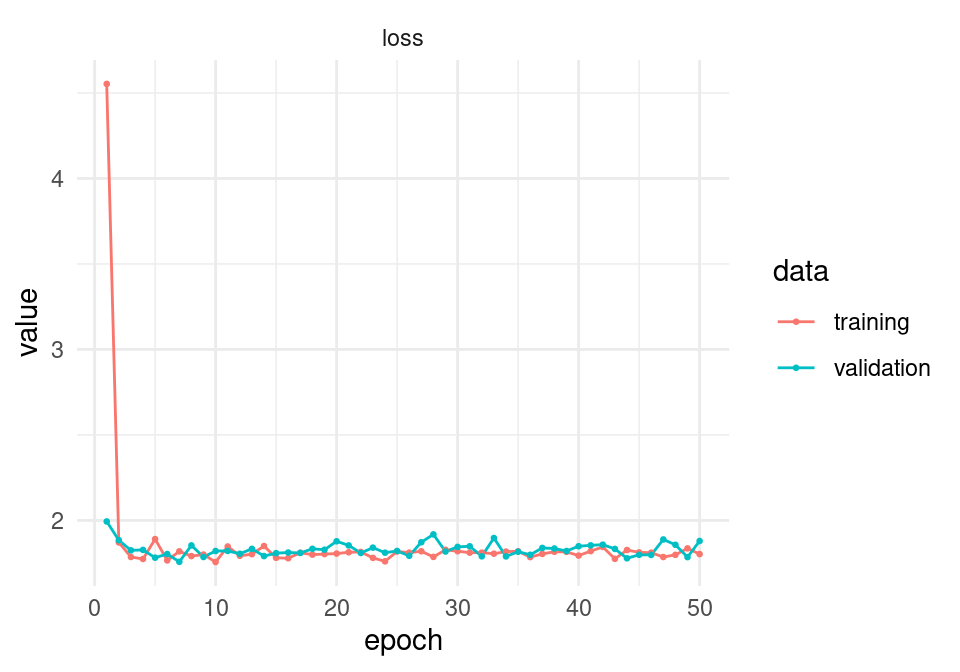 loss
4
3
2
value
0 10 20 30 40 50
epoch
data
training
validation